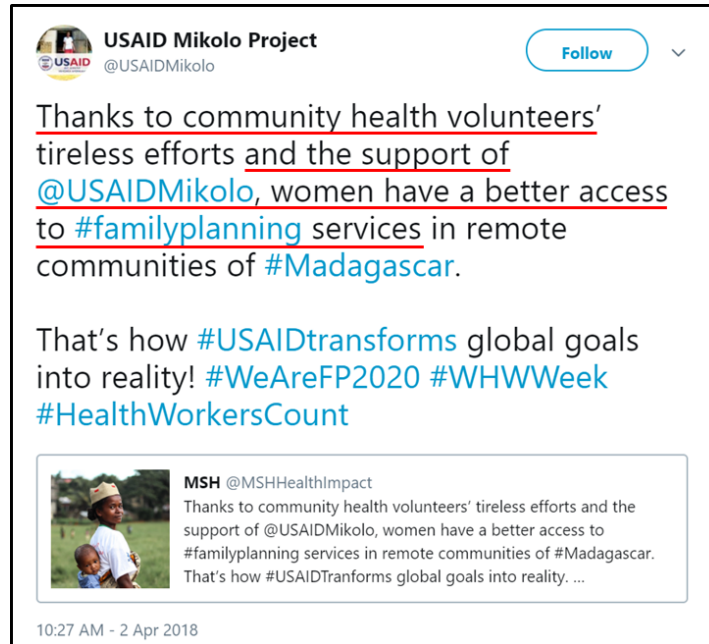 USAID Mikolo Project
@USAIDMikolo
Follow
USAID
Thanks to community health volunteers’
tireless efforts and the support of
@USAIDMikolo, women have a better access
to #familyplanning services in remote
communities of #Madagascar.
That’s how #USAIDtransforms global goals
into reality! #WeAreFP2020 #WHWWeek
#HealthWorkersCount
MSH @MSHHealthImpact
Thanks to community health volunteers’ tireless efforts and the
support of @USAIDMikolo, women have a better access to
#familyplanning services in remote communities of #Madagascar.
That’s how #USAIDTranforms global goals into reality. ...
10:27 AM - 2 Apr 2018